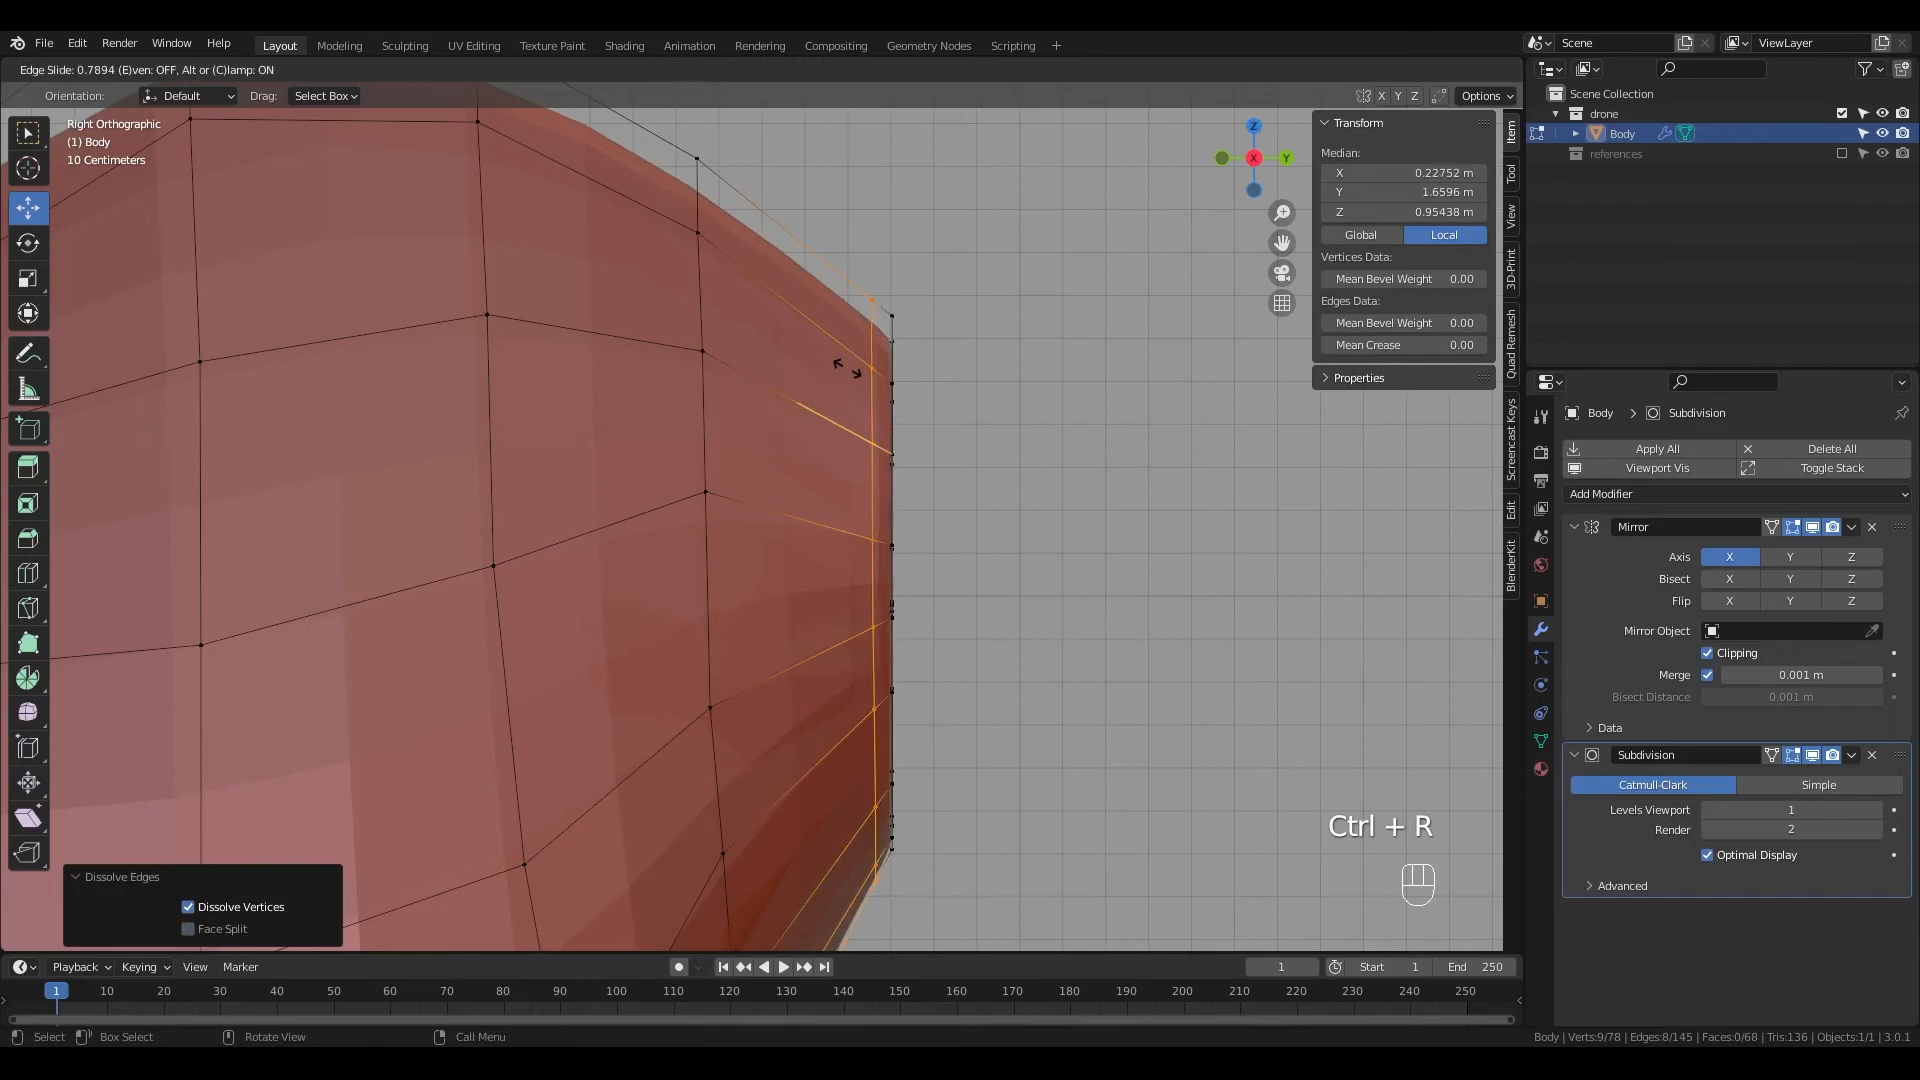 File Edit Render Window Help Layout Modeling Sculpting UV Editing Texture Paint Shading Animation Rendering Compositing Geometry Nodes Scripting + Scene ViewLayer
Edge Slide: 0.7894 (E)ven: OFF, Alt or (C)lamp: ON
Orientation: Default Drag: Select Box X Y Z Options
Right Orthographic
(1) Body
10 Centimeters
Z
X
Y
Transform
Median:
X 0.22752 m
Y 1.6596 m
Z 0.95438 m
Global Local
Vertices Data:
Mean Bevel Weight 0.00
Edges Data:
Mean Bevel Weight 0.00
Mean Crease 0.00
Properties
Item
Tool
View
3D-Print
Quad Remesh
Screencast Keys
Edit
BlenderKit
Scene Collection
drone
Body
references
Body > Subdivision
Apply All Delete All
Viewport Vis Toggle Stack
Add Modifier
Mirror
Axis X Y Z
Bisect X Y Z
Flip X Y Z
Mirror Object
Clipping
Merge 0.001 m
Bisect Distance 0.001 m
Data
Subdivision
Catmull-Clark Simple
Levels Viewport 1
Render 2
Optimal Display
Advanced
Ctrl + R
Dissolve Edges
Dissolve Vertices
Face Split
Playback Keying View Marker 1 Start 1 End 250
1 10 20 30 40 50 60 70 80 90 100 110 120 130 140 150 160 170 180 190 200 210 220 230 240 250
Select Box Select Rotate View Call Menu Body | Verts:9/78 | Edges:8/145 | Faces:0/68 | Tris:136 | Objects:1/1 | 3.0.1